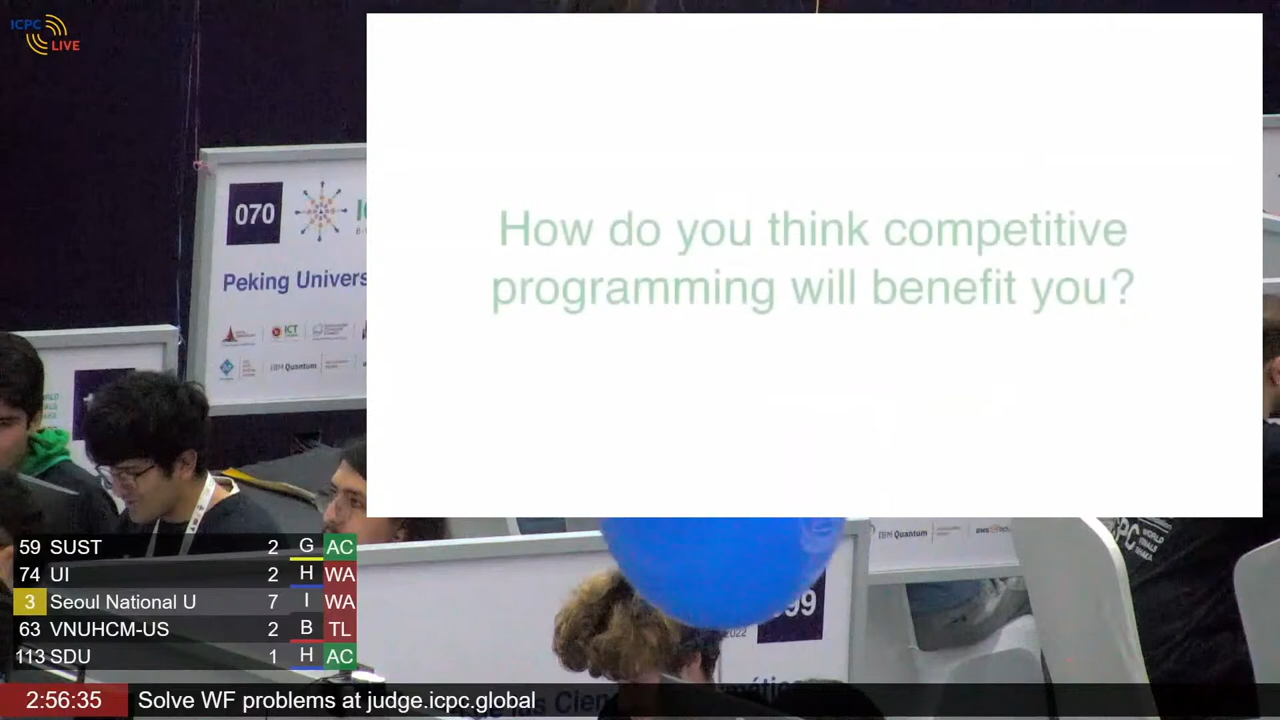 ICPC
LIVE
070
Peking Univers
ICT
IBM Quantum
How do you think competitive
programming will benefit you?
IBM Quantum
59 SUST 2 G AC
74 UI 2 H WA
3 Seoul National U 7 I WA
63 VNUHCM-US 2 B TL
113 SDU 1 H AC
99
2022
2:56:35 Solve WF problems at judge.icpc.global